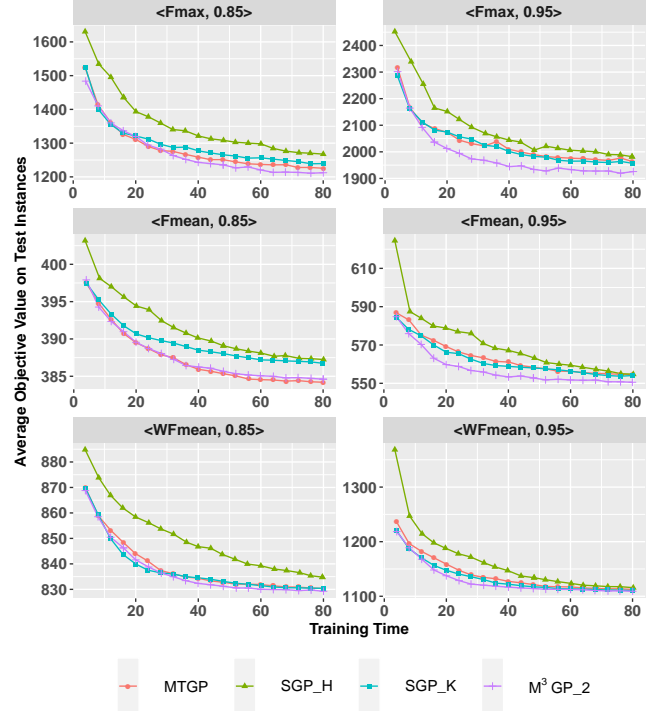 <Fmax, 0.85>
<Fmax, 0.95>
1600
1500
1400
1300
1200
0 20 40 60 80
2400
2300
2200
2100
2000
1900
0 20 40 60 80
<Fmean, 0.85>
<Fmean, 0.95>
400
395
390
385
0 20 40 60 80
610
590
570
550
0 20 40 60 80
<WFmean, 0.85>
<WFmean, 0.95>
880
870
860
850
840
830
0 20 40 60 80
1300
1200
1100
0 20 40 60 80
Average Objective Value on Test Instances
Training Time
MTGP SGP_H SGP_K M³ GP_2